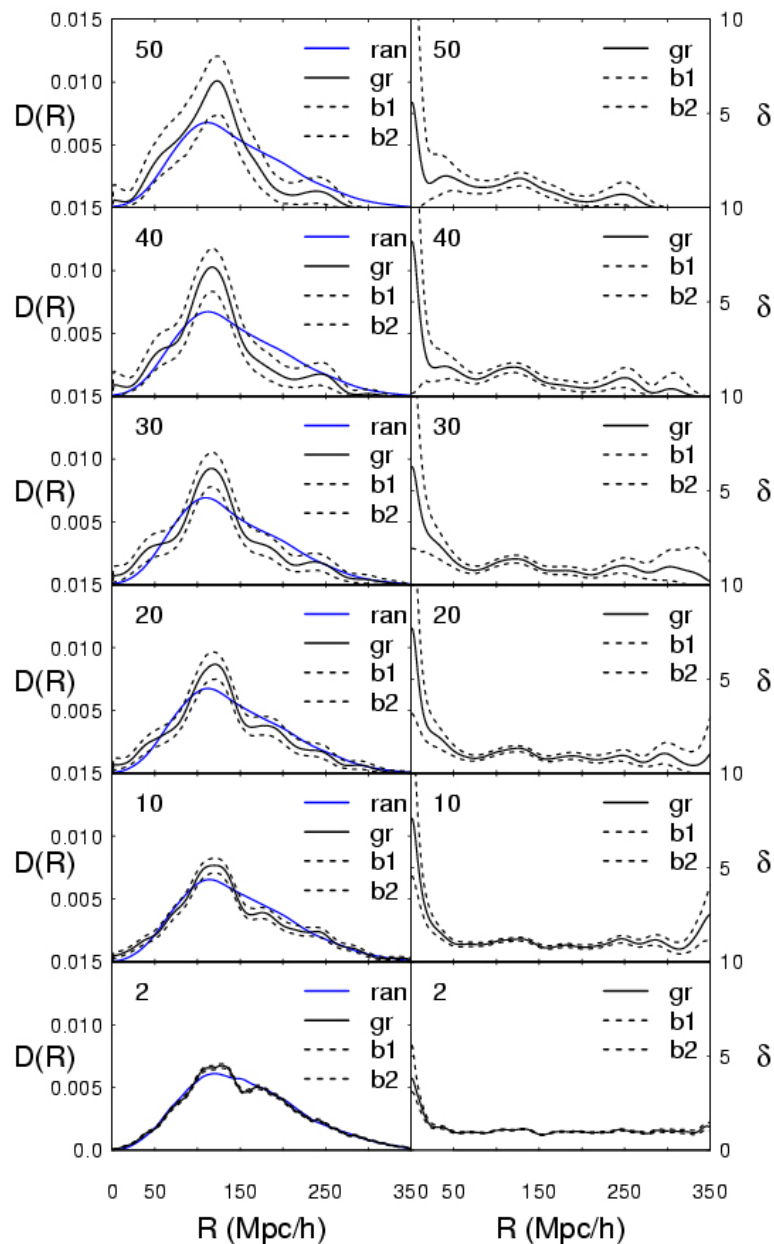 50 ran 50 gr 10
gr b1
D(R) 0.010 b1 b2 5 δ
0.005 b2
0.015 10
40 ran 40 gr
gr b1
D(R) 0.010 b1 b2 5 δ
0.005 b2
0.015 10
30 ran 30 gr
gr b1
D(R) 0.010 b1 b2 5 δ
0.005 b2
0.015 10
20 ran 20 gr
gr b1
D(R) 0.010 b1 b2 5 δ
0.005 b2
0.015 10
10 ran 10 gr
gr b1
D(R) 0.010 b1 b2 5 δ
0.005 b2
0.015 10
2 ran 2 gr
gr b1
D(R) 0.010 b1 b2 5 δ
0.005 b2
0.0 0
0 50 150 250 350 50 150 250 350
R (Mpc/h) R (Mpc/h)